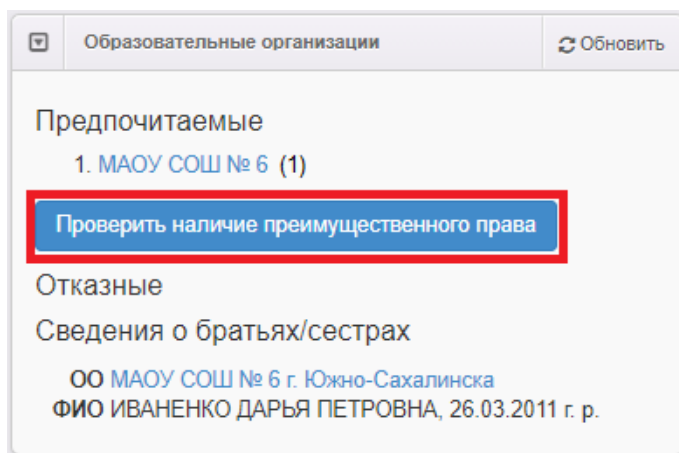 Образовательные организации
Обновить
Предпочитаемые
1. МАОУ СОШ № 6 (1)
Проверить наличие преимущественного права
Отказные
Сведения о братьях/сестрах
ОО МАОУ СОШ № 6 г. Южно-Сахалинска
ФИО ИВАНЕНКО ДАРЬЯ ПЕТРОВНА, 26.03.2011 г. р.